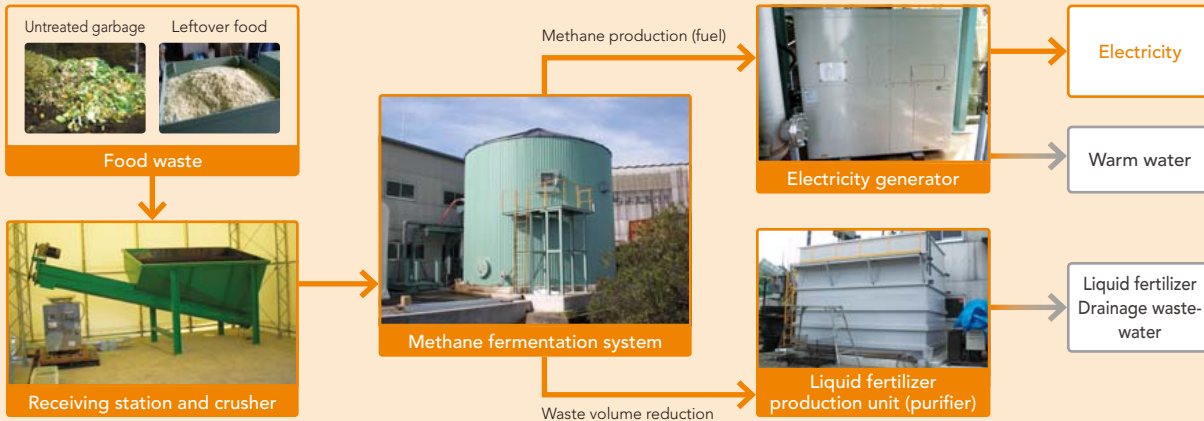 Untreated garbage
Leftover food
Food waste
Receiving station and crusher
Methane fermentation system
Methane production (fuel)
Electricity generator
Electricity
Warm water
Waste volume reduction
Liquid fertilizer
production unit (purifier)
Liquid fertilizer
Drainage waste-
water